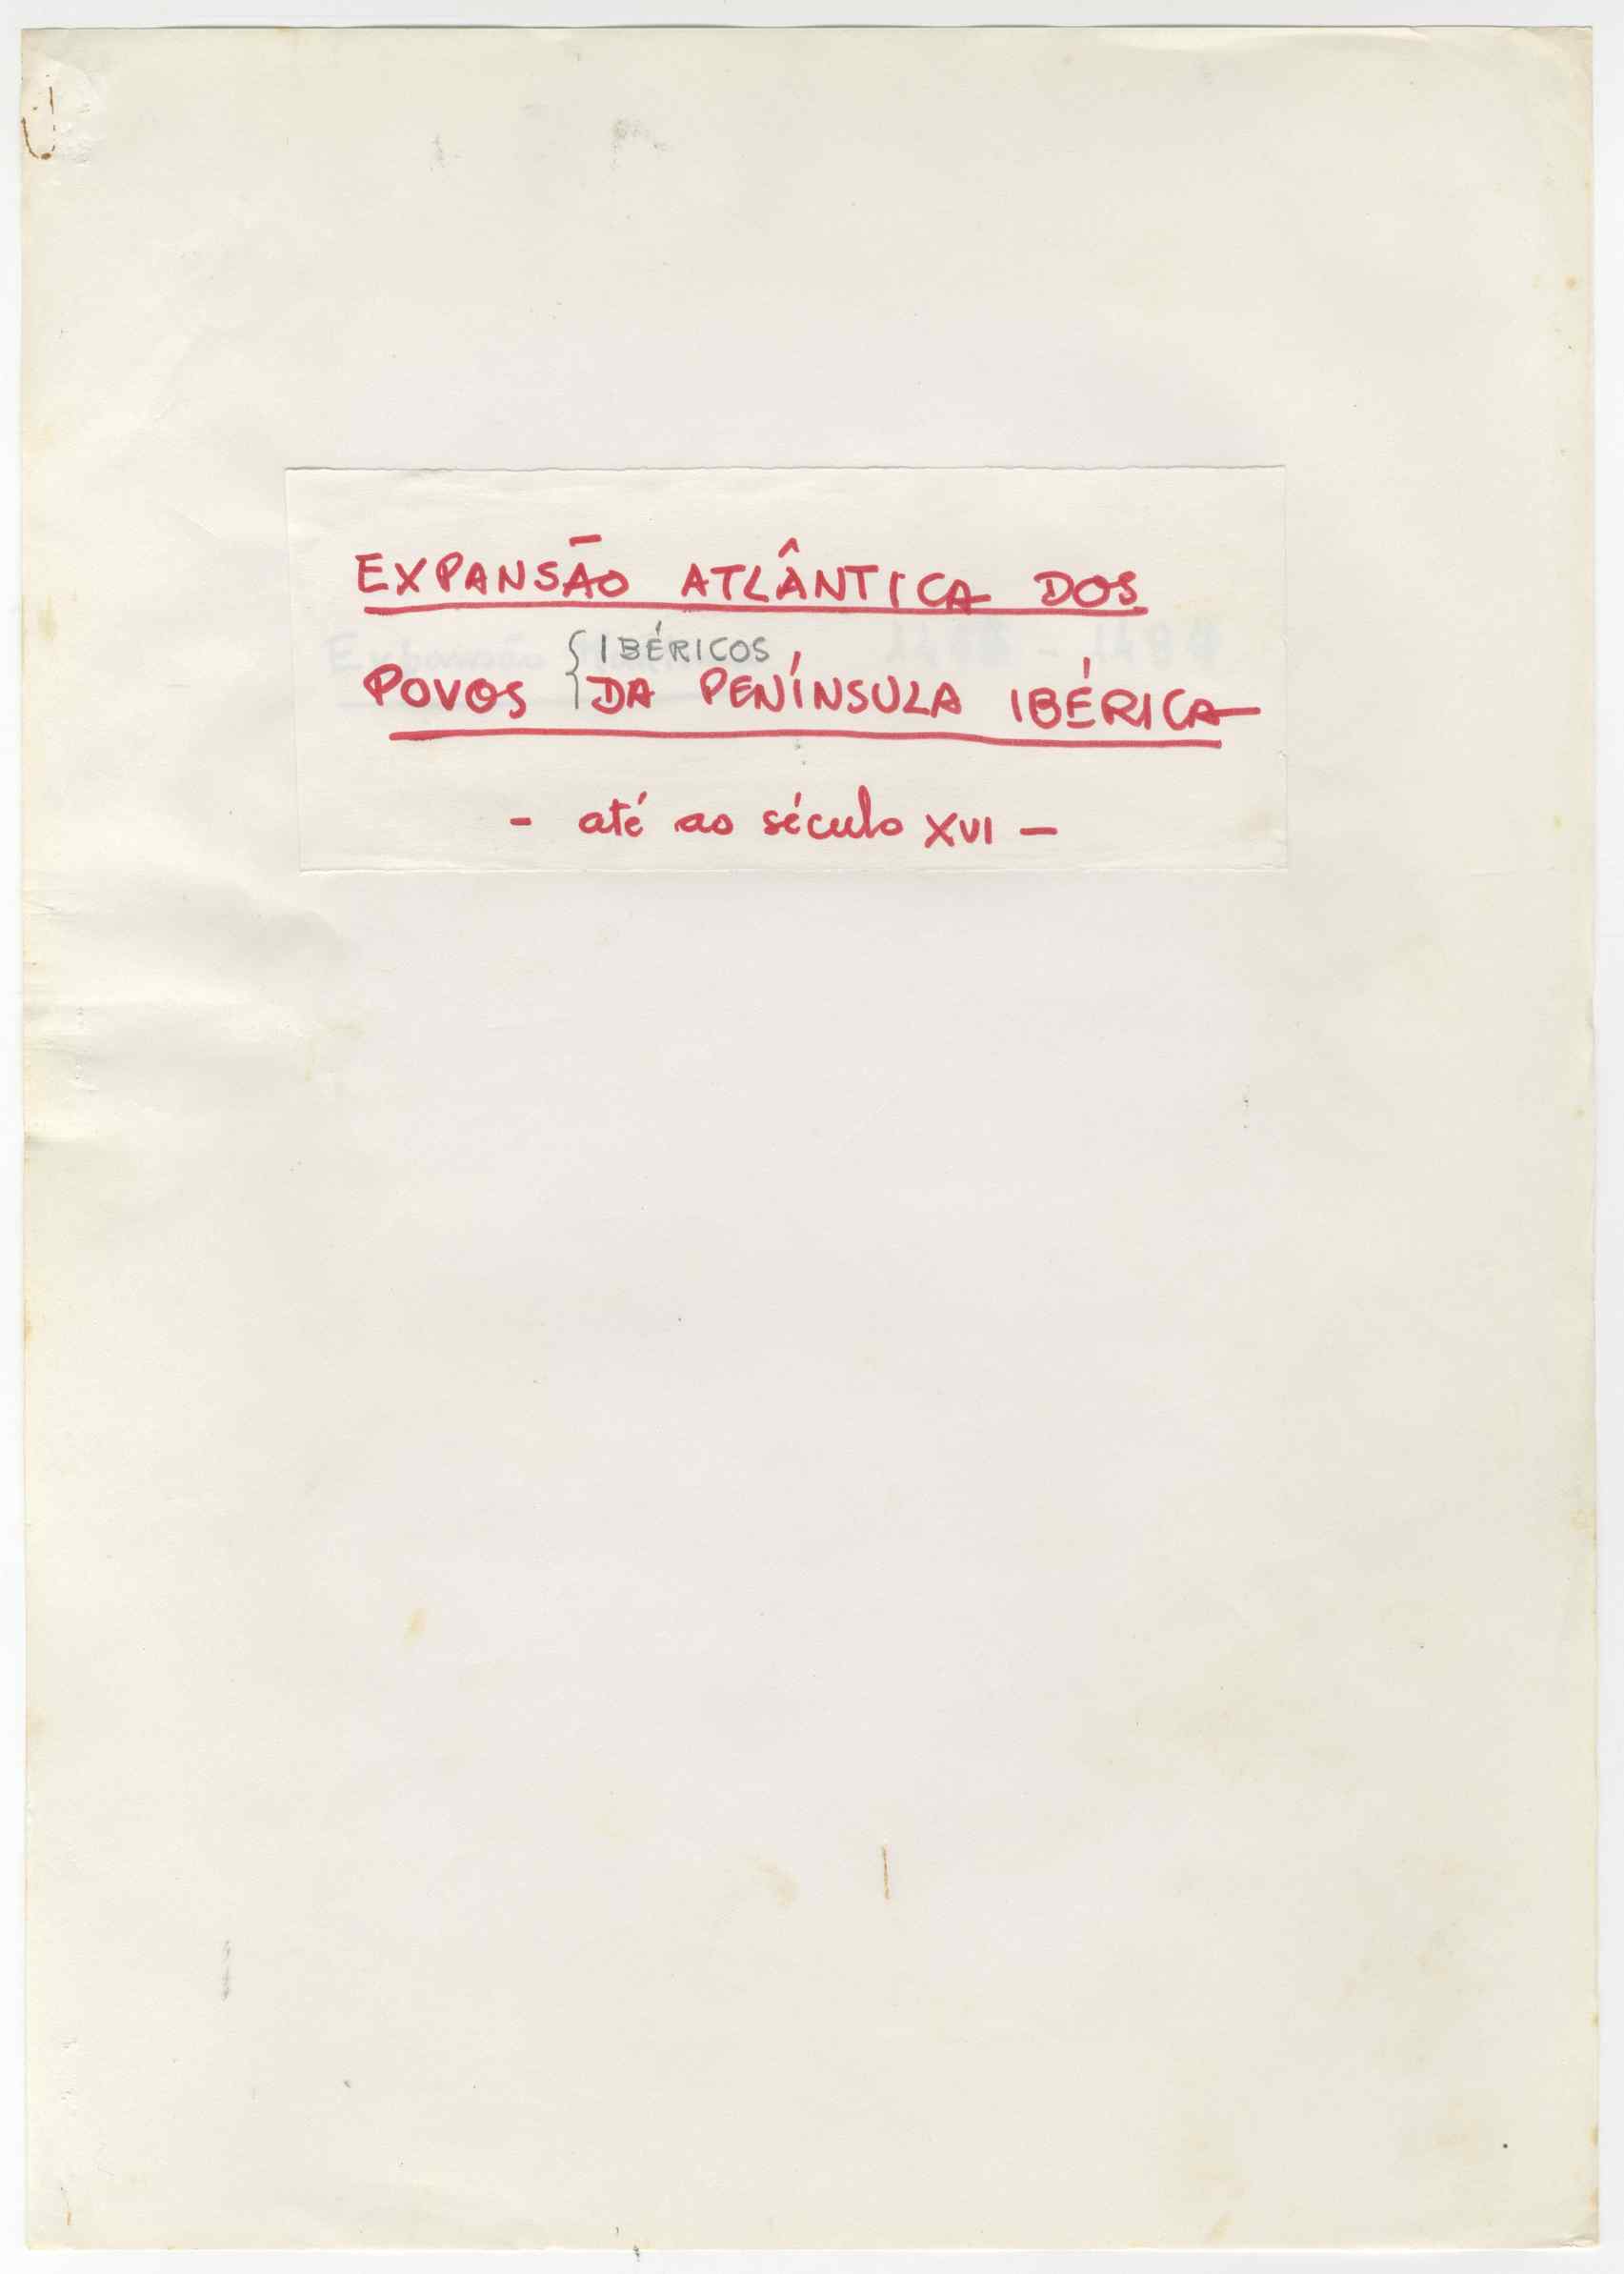 EXPANSÃO ATLÂNTICA DOS
{IBÉRICOS
POVOS DA PENÍNSULA IBÉRICA
- até ao século XVI -